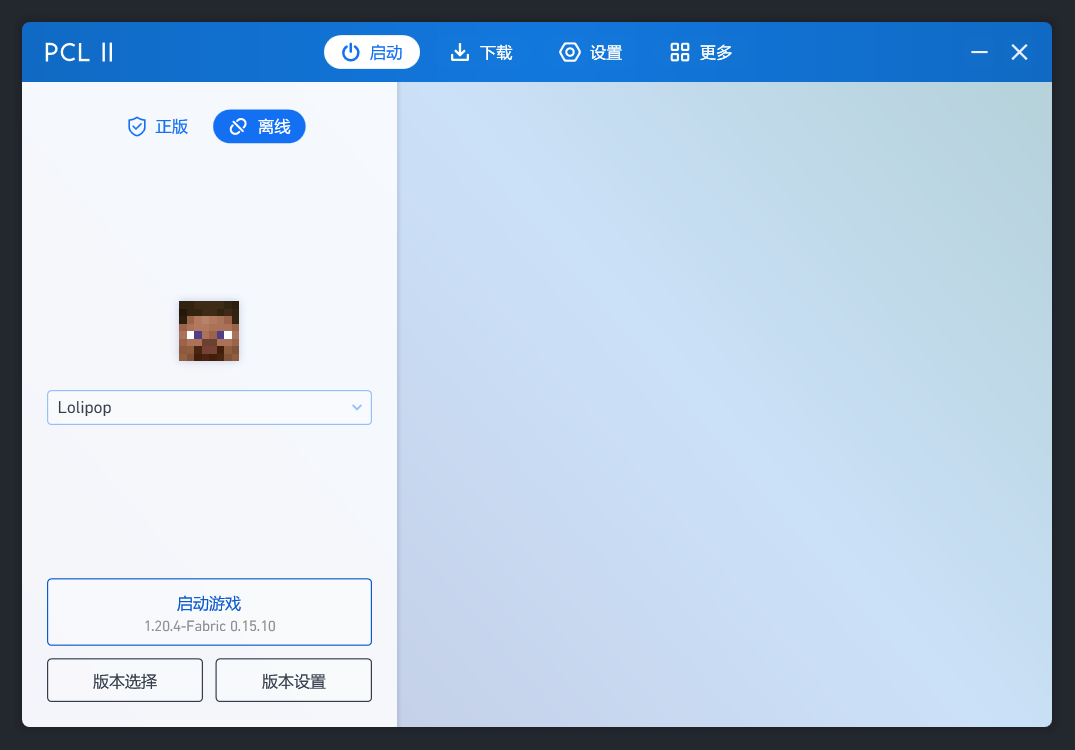 PCL II
启动
下载
设置
更多
正版
离线
Lolipop
启动游戏
1.20.4-Fabric 0.15.10
版本选择
版本设置